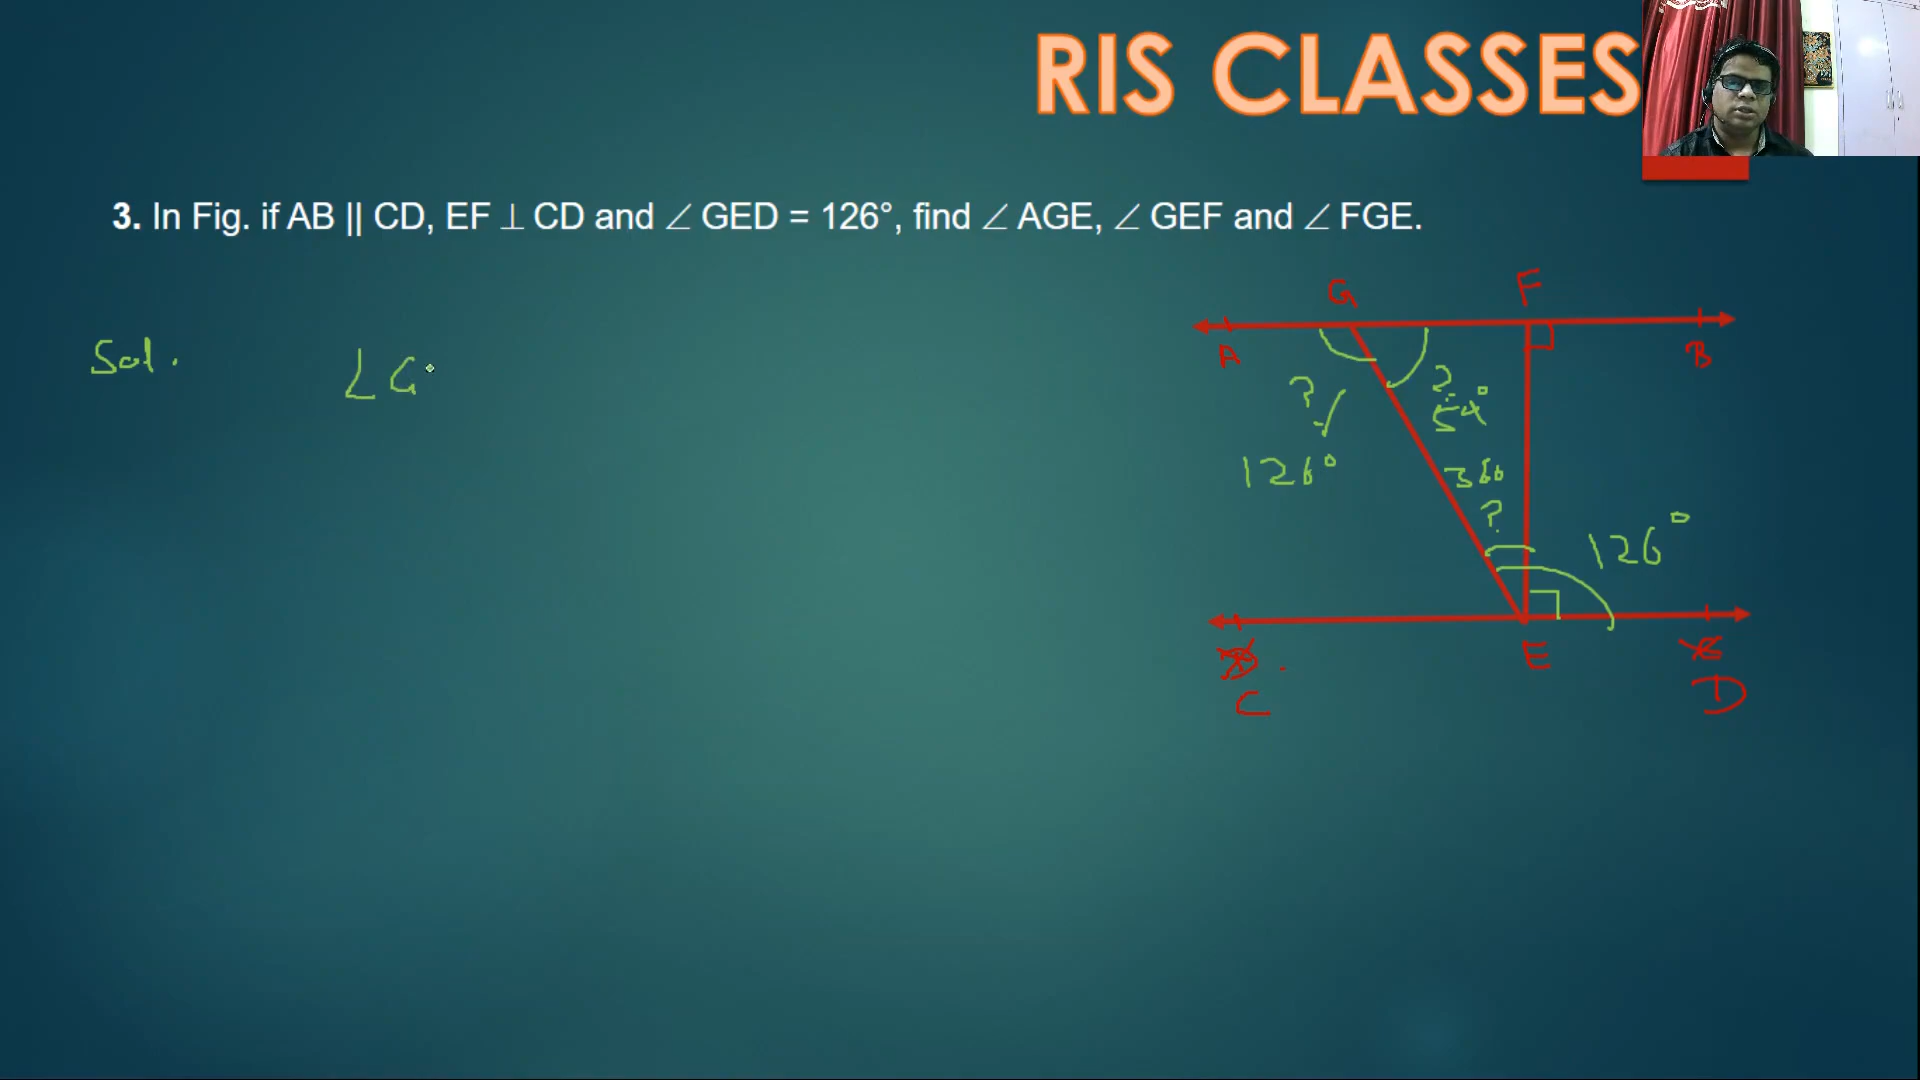 RIS CLASSES
3. In Fig. if AB || CD, EF ⊥ CD and ∠ GED = 126°, find ∠ AGE, ∠ GEF and ∠ FGE.
G F
Sol. ∠G
A B
?
?
54°
126°
36°
?
126°
E
C D